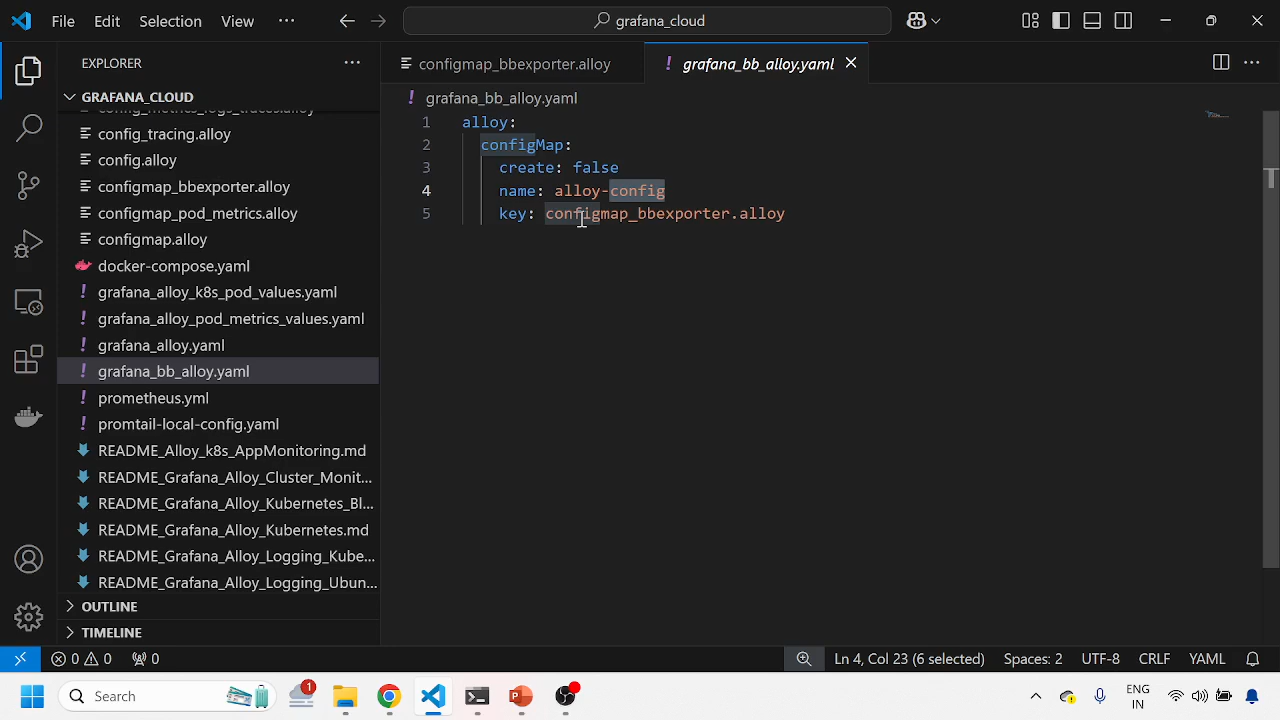 File Edit Selection View ··· grafana_cloud
EXPLORER ···
GRAFANA_CLOUD
config_metrics_logs_traces.alloy
config_tracing.alloy
config.alloy
configmap_bbexporter.alloy
configmap_pod_metrics.alloy
configmap.alloy
docker-compose.yaml
grafana_alloy_k8s_pod_values.yaml
grafana_alloy_pod_metrics_values.yaml
grafana_alloy.yaml
grafana_bb_alloy.yaml
prometheus.yml
promtail-local-config.yaml
README_Alloy_k8s_AppMonitoring.md
README_Grafana_Alloy_Cluster_Monit...
README_Grafana_Alloy_Kubernetes_Bl...
README_Grafana_Alloy_Kubernetes.md
README_Grafana_Alloy_Logging_Kube...
README_Grafana_Alloy_Logging_Ubun...
OUTLINE
TIMELINE
configmap_bbexporter.alloy ! grafana_bb_alloy.yaml
! grafana_bb_alloy.yaml
1 alloy:
2 configMap:
3 create: false
4 name: alloy-config
5 key: configmap_bbexporter.alloy
0 0 0 Ln 4, Col 23 (6 selected) Spaces: 2 UTF-8 CRLF YAML
Search 1 ENG
IN